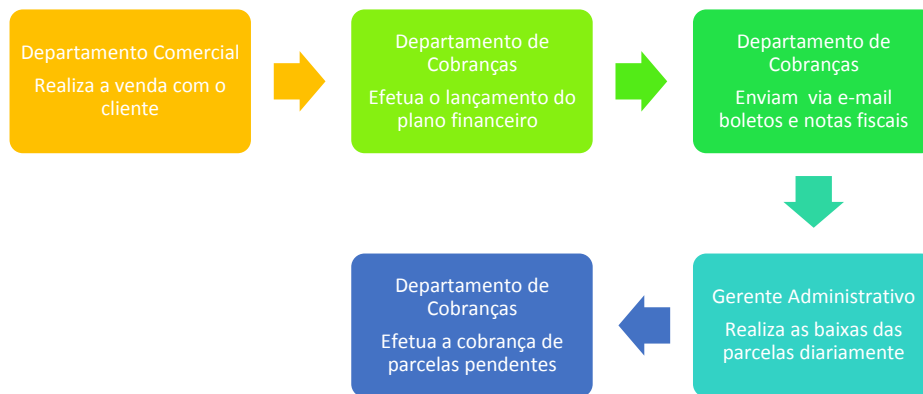 Departamento Comercial
Realiza a venda com o
cliente
Departamento de
Cobranças
Efetua o lançamento do
plano financeiro
Departamento de
Cobranças
Enviam via e-mail
boletos e notas fiscais
Gerente Administrativo
Realiza as baixas das
parcelas diariamente
Departamento de
Cobranças
Efetua a cobrança de
parcelas pendentes